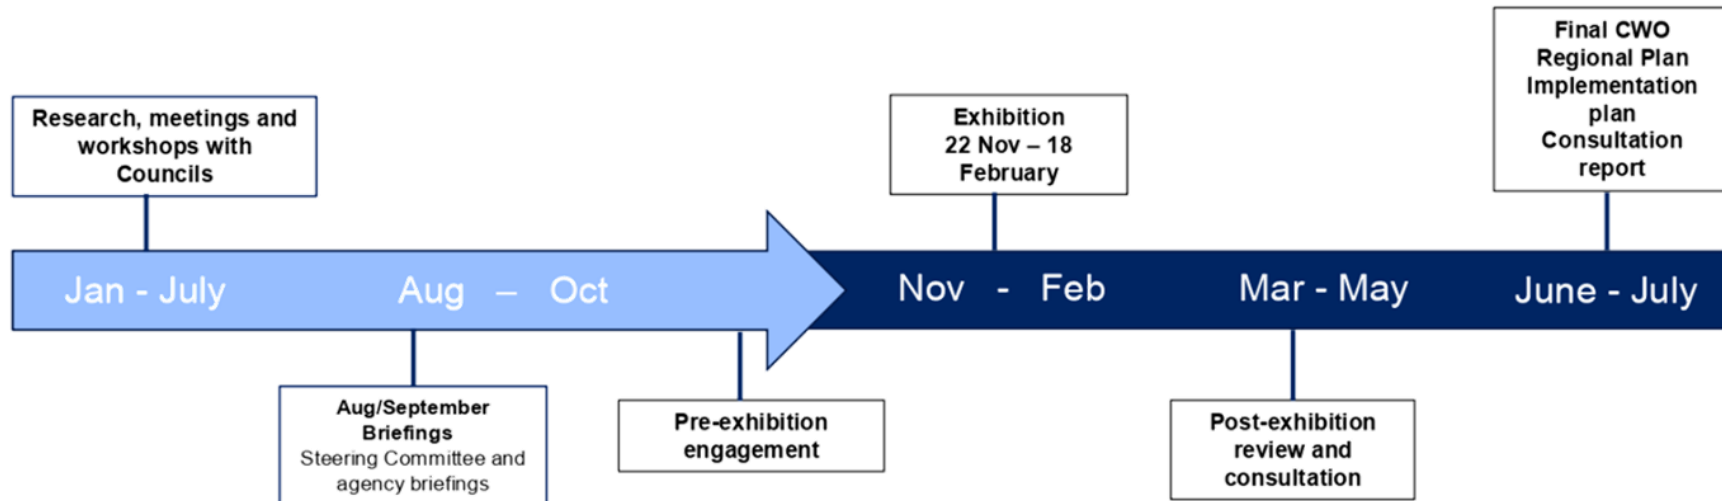 Research, meetings and
workshops with
Councils
Exhibition
22 Nov – 18
February
Final CWO
Regional Plan
Implementation
plan
Consultation
report
Jan - July
Aug – Oct
Nov - Feb
Mar - May
June - July
Aug/September
Briefings
Steering Committee and
agency briefings
Pre-exhibition
engagement
Post-exhibition
review and
consultation